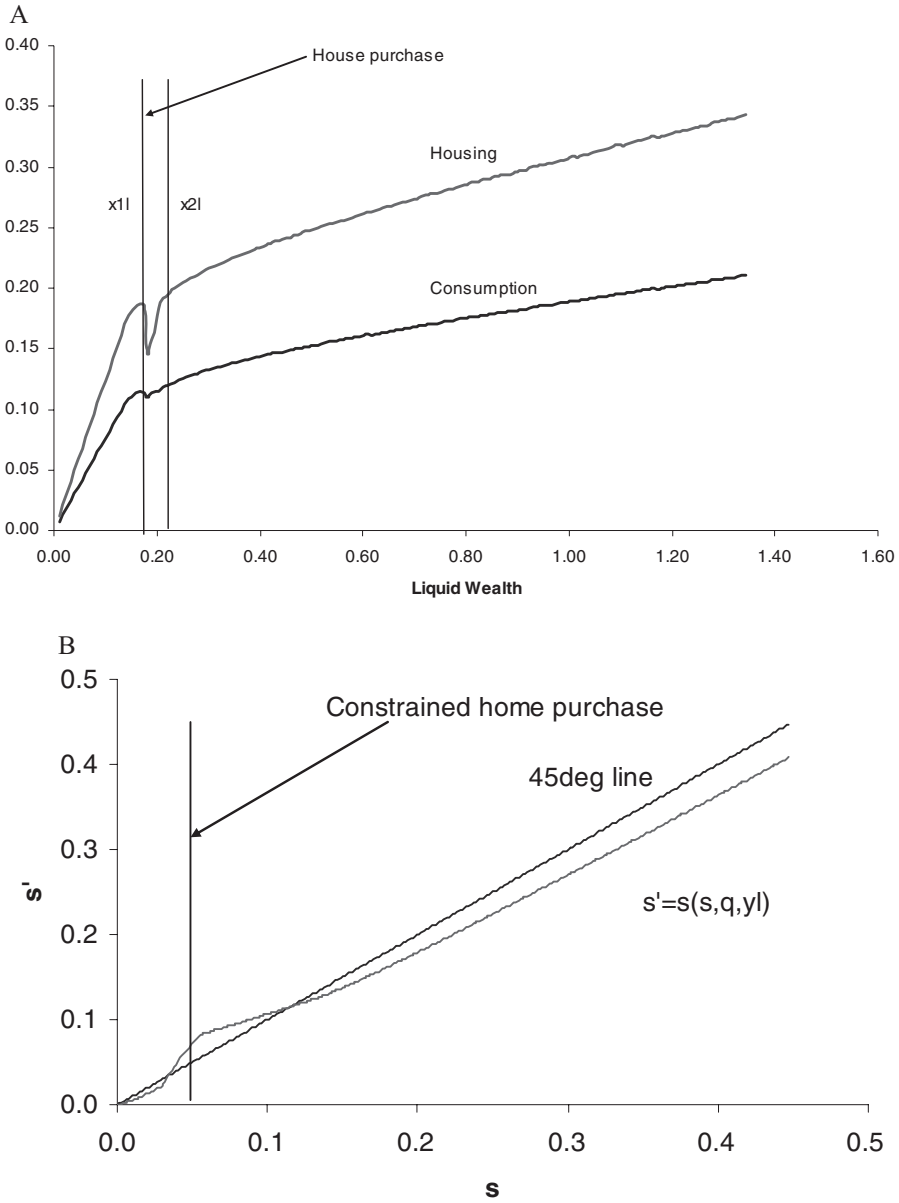 A
0.40
House purchase
0.35
0.30
Housing
0.25
x1l x2l
0.20
Consumption
0.15
0.10
0.05
0.00
0.00 0.20 0.40 0.60 0.80 1.00 1.20 1.40 1.60
Liquid Wealth
B
0.5
Constrained home purchase
0.4
45deg line
0.3
s'
s'=s(s,q,yl)
0.2
0.1
0.0
0.0 0.1 0.2 0.3 0.4 0.5
s